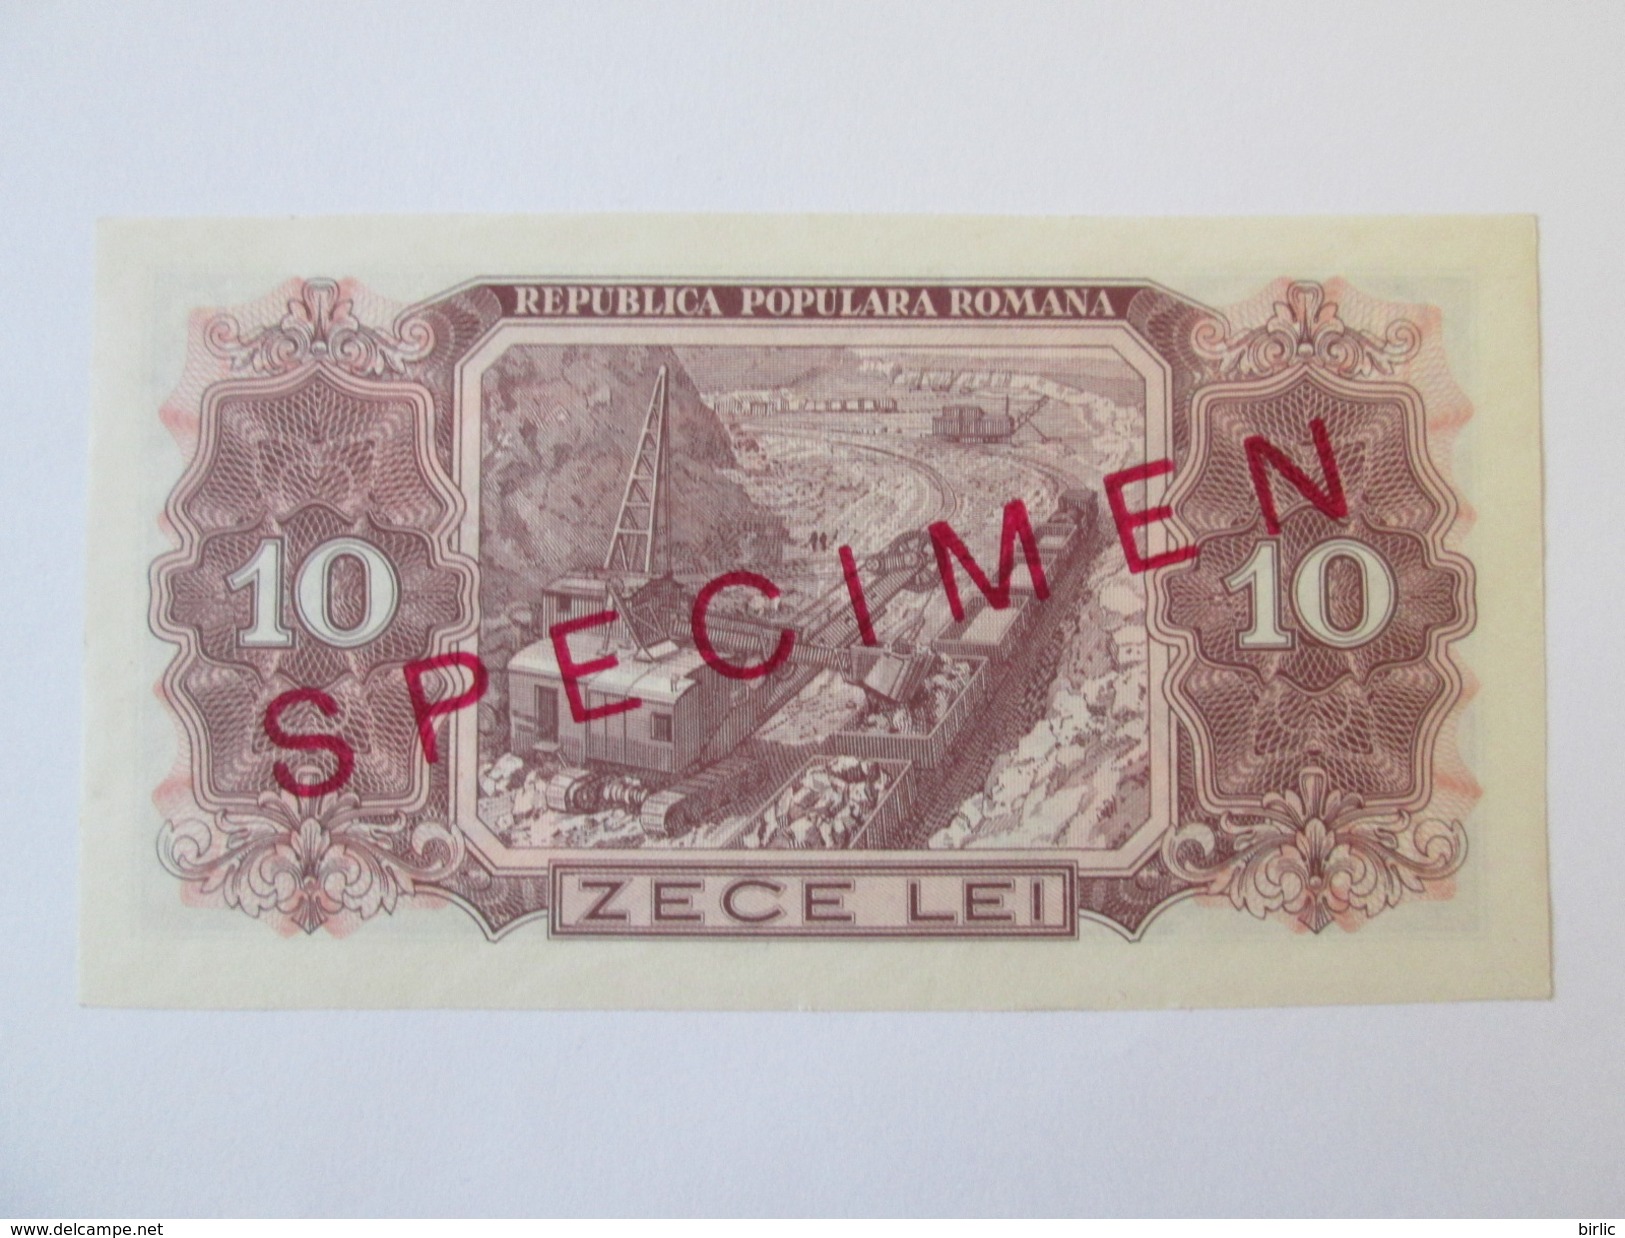 REPUBLICA POPULARA ROMANA
10
10
SPECIMEN
ZECE LEI
www.delcampe.net
birlic